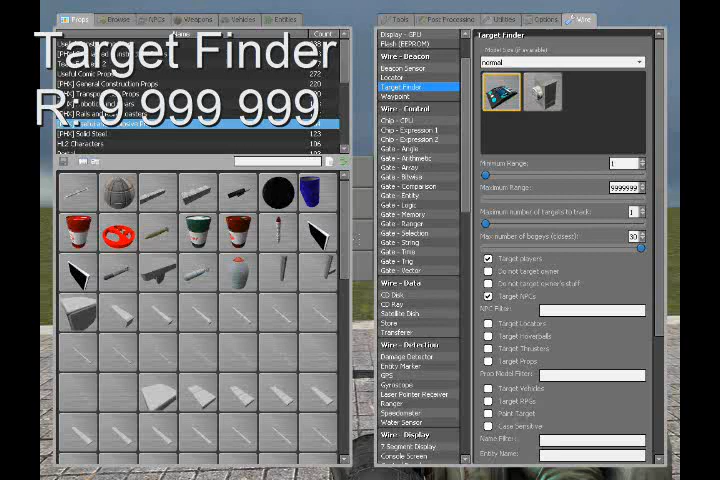 Props Browse NPCs Weapons Vehicles Entities
Name Count
Target Finder
R: 9 999 999
Useful Comic Props 272
[PHX] General Construction Props
[PHX] Solid Steel 123
HL2 Characters 106
Tools Post Processing Utilities Options Wire
Display - GPU
Flash (EEPROM)
Wire - Beacon
Beacon Sensor
Locator
Target Finder
Waypoint
Wire - Control
Chip - CPU
Chip - Expression 1
Chip - Expression 2
Gate - Angle
Gate - Arithmetic
Gate - Array
Gate - Bitwise
Gate - Comparison
Gate - Entity
Gate - Logic
Gate - Memory
Gate - Ranger
Gate - Selection
Gate - String
Gate - Time
Gate - Trig
Gate - Vector
Wire - Data
CD Disk
CD Ray
Satellite Dish
Store
Transferer
Wire - Detection
Damage Detector
Entity Marker
GPS
Gyroscope
Laser Pointer Receiver
Ranger
Speedometer
Water Sensor
Wire - Display
7 Segment Display
Console Screen
Target Finder
Model Size (if available)
normal
Minimum Range: 1
Maximum Range: 9999999
Maximum number of targets to track: 1
Max number of bogeys (closest): 30
Target players
Do not target owner
Do not target owner's stuff
Target NPCs
NPC Filter:
Target Locators
Target Hoverballs
Target Thrusters
Target Props
Prop Model Filter:
Target Vehicles
Target RPGs
Paint Target
Case Sensitive
Name Filter:
Entity Name: